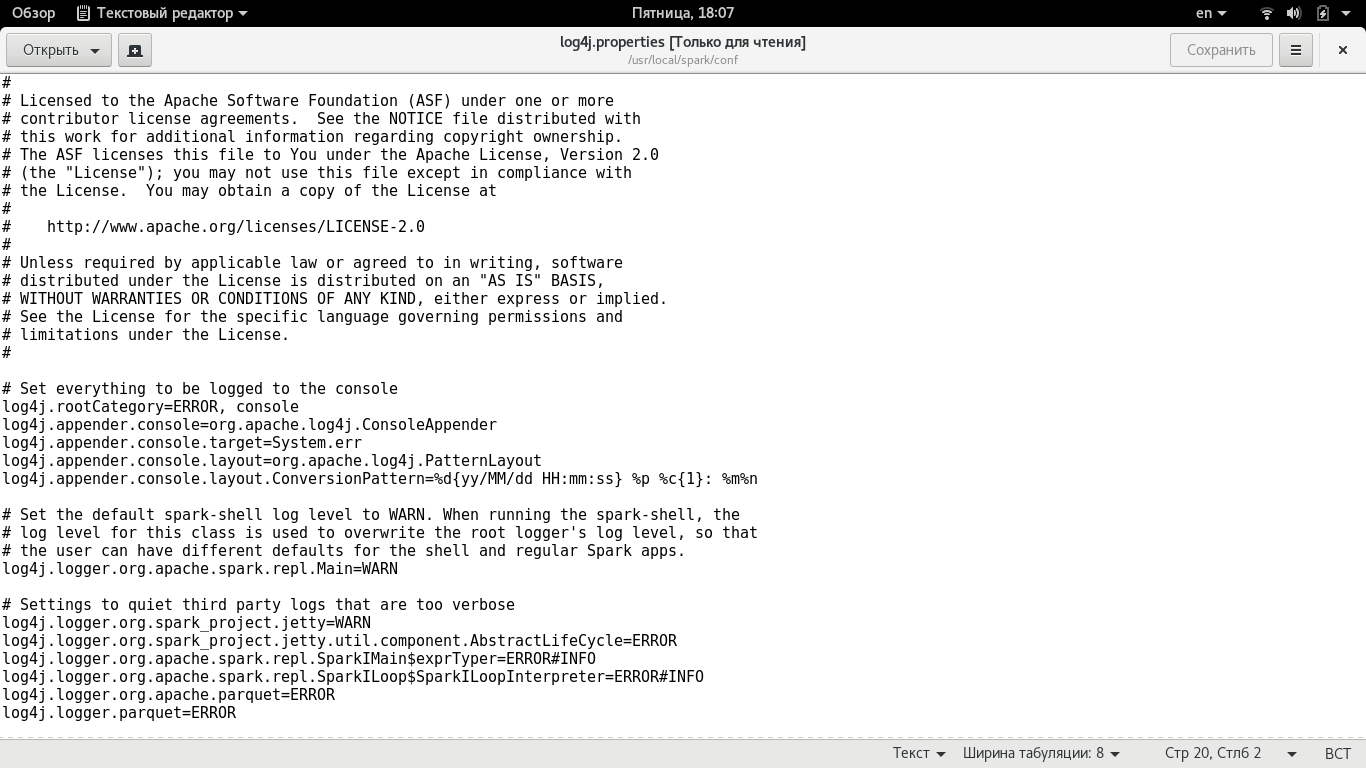 Обзор Текстовый редактор Пятница, 18:07 en
Открыть log4j.properties [Только для чтения] Сохранить
/usr/local/spark/conf
#
# Licensed to the Apache Software Foundation (ASF) under one or more
# contributor license agreements.  See the NOTICE file distributed with
# this work for additional information regarding copyright ownership.
# The ASF licenses this file to You under the Apache License, Version 2.0
# (the "License"); you may not use this file except in compliance with
# the License.  You may obtain a copy of the License at
#
#    http://www.apache.org/licenses/LICENSE-2.0
#
# Unless required by applicable law or agreed to in writing, software
# distributed under the License is distributed on an "AS IS" BASIS,
# WITHOUT WARRANTIES OR CONDITIONS OF ANY KIND, either express or implied.
# See the License for the specific language governing permissions and
# limitations under the License.
#
# Set everything to be logged to the console
log4j.rootCategory=ERROR, console
log4j.appender.console=org.apache.log4j.ConsoleAppender
log4j.appender.console.target=System.err
log4j.appender.console.layout=org.apache.log4j.PatternLayout
log4j.appender.console.layout.ConversionPattern=%d{yy/MM/dd HH:mm:ss} %p %c{1}: %m%n
# Set the default spark-shell log level to WARN. When running the spark-shell, the
# log level for this class is used to overwrite the root logger's log level, so that
# the user can have different defaults for the shell and regular Spark apps.
log4j.logger.org.apache.spark.repl.Main=WARN
# Settings to quiet third party logs that are too verbose
log4j.logger.org.spark_project.jetty=WARN
log4j.logger.org.spark_project.jetty.util.component.AbstractLifeCycle=ERROR
log4j.logger.org.apache.spark.repl.SparkIMain$exprTyper=ERROR#INFO
log4j.logger.org.apache.spark.repl.SparkILoop$SparkILoopInterpreter=ERROR#INFO
log4j.logger.org.apache.parquet=ERROR
log4j.logger.parquet=ERROR
Текст Ширина табуляции: 8 Стр 20, Стлб 2 ВСТ